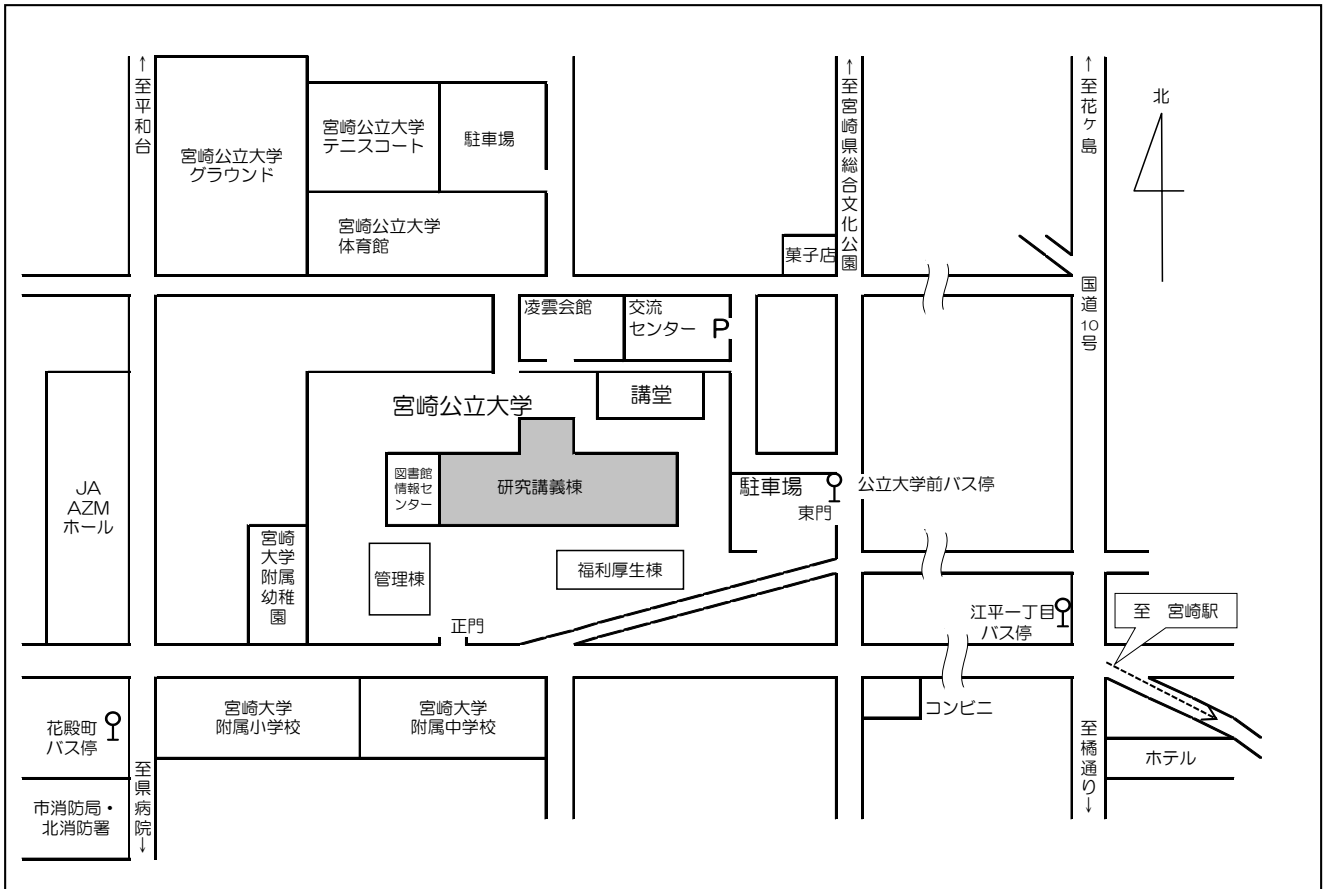 ↑至平和台
宮崎公立大学
グラウンド
宮崎公立大学
テニスコート
駐車場
宮崎公立大学
体育館
↑至宮崎県総合文化公園
↑至花ヶ島
北
菓子店
国道10号
凌雲会館
交流
センター
P
講堂
宮崎公立大学
図書館
情報セ
ンター
研究講義棟
駐車場
公立大学前バス停
東門
JA
AZM
ホール
宮崎
大学
附属
幼稚
園
管理棟
福利厚生棟
正門
江平一丁目
バス停
至 宮崎駅
花殿町
バス停
宮崎大学
附属小学校
宮崎大学
附属中学校
コンビニ
至橘通り↓
ホテル
至県病院↓
市消防局・
北消防署